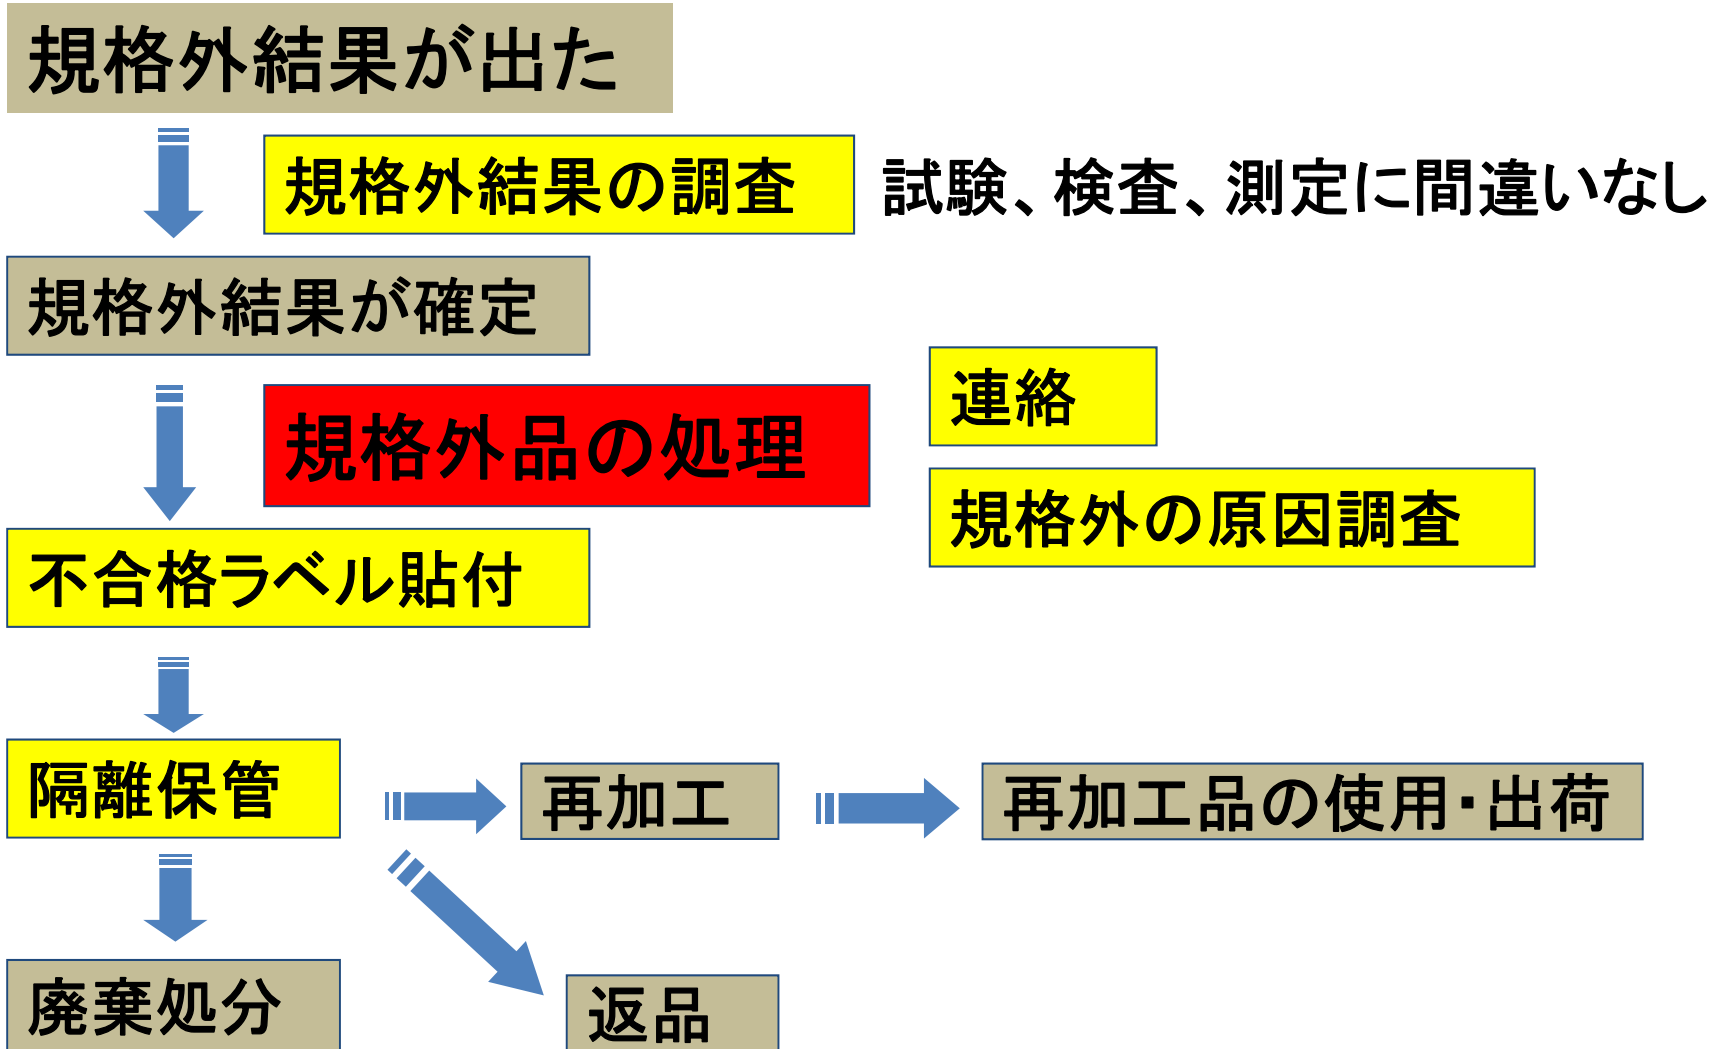 規格外結果が出た
規格外結果の調査
試験、検査、測定に間違いなし
規格外結果が確定
連絡
規格外品の処理
規格外の原因調査
不合格ラベル貼付
隔離保管
再加工
再加工品の使用・出荷
廃棄処分
返品